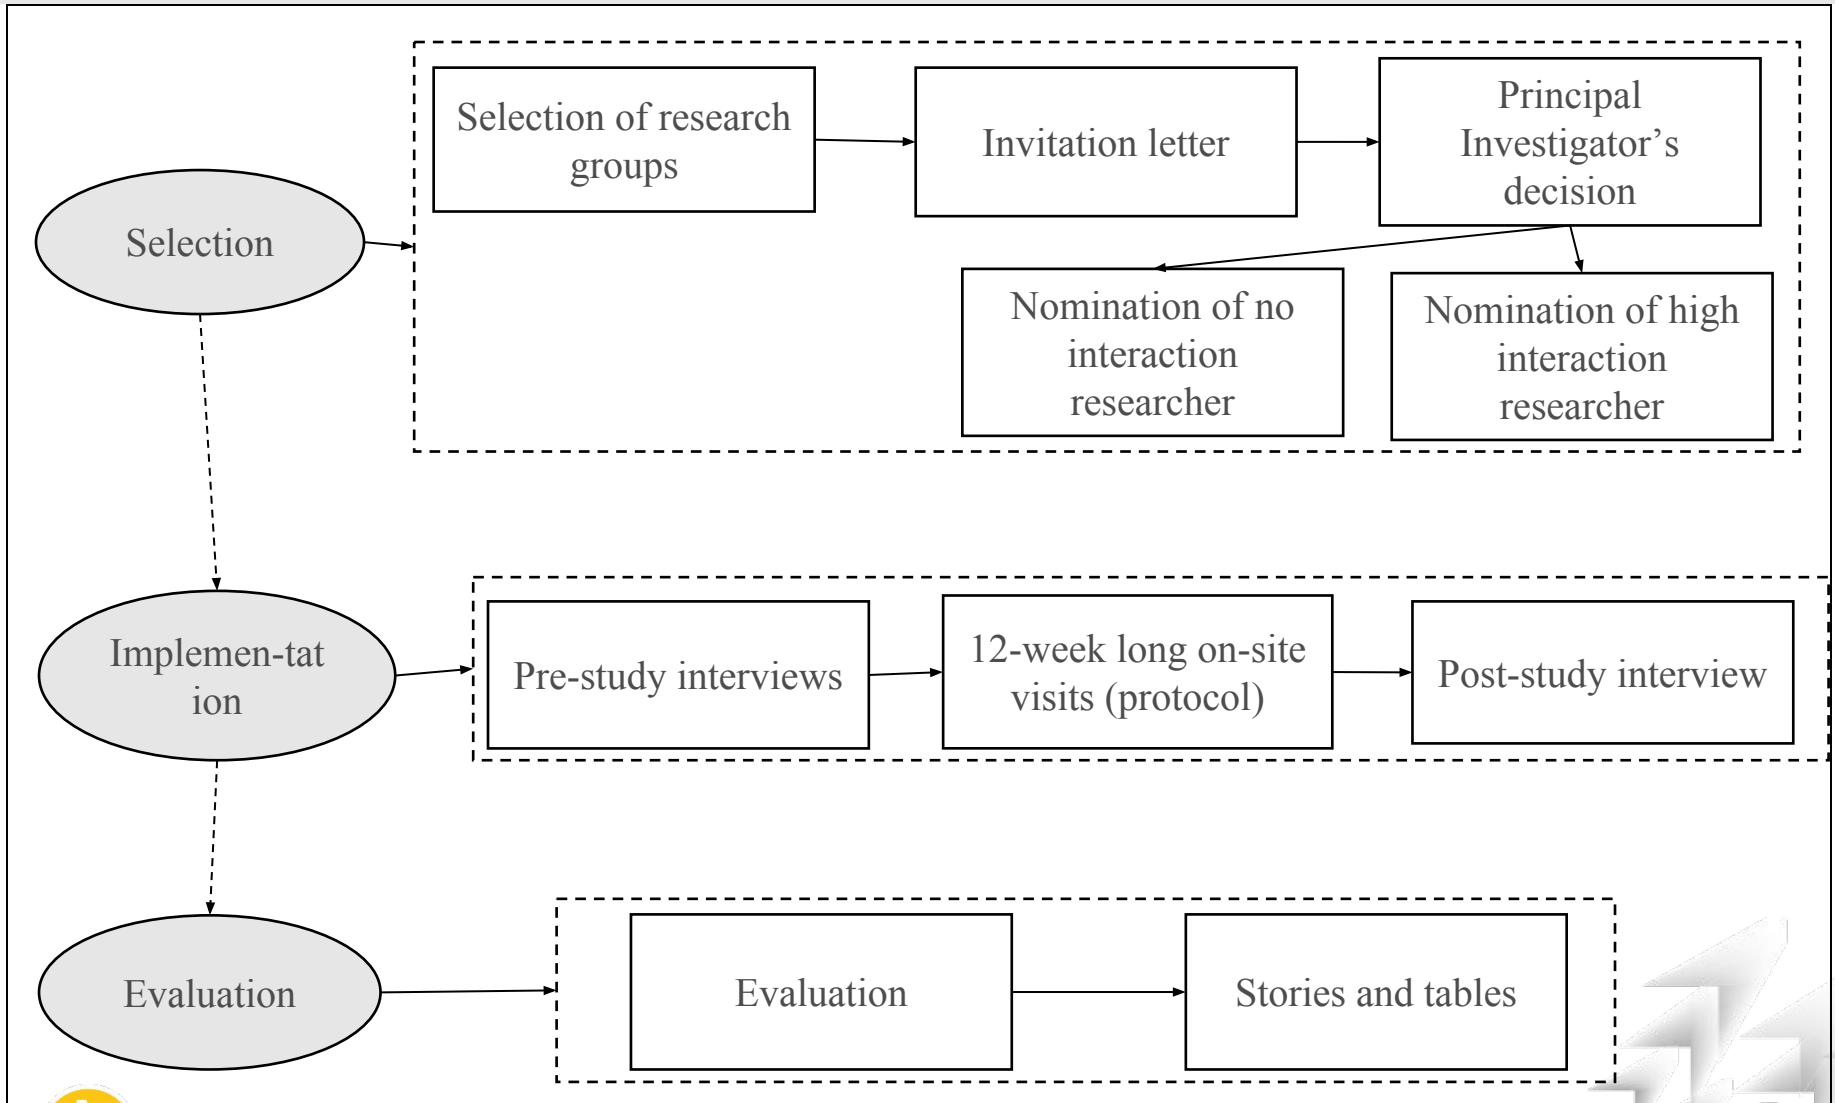 Selection of research
groups
Invitation letter
Principal
Investigator’s
decision
Selection
Nomination of no
interaction
researcher
Nomination of high
interaction
researcher
Implemen-tat
ion
Pre-study interviews
12-week long on-site
visits (protocol)
Post-study interview
Evaluation
Evaluation
Stories and tables